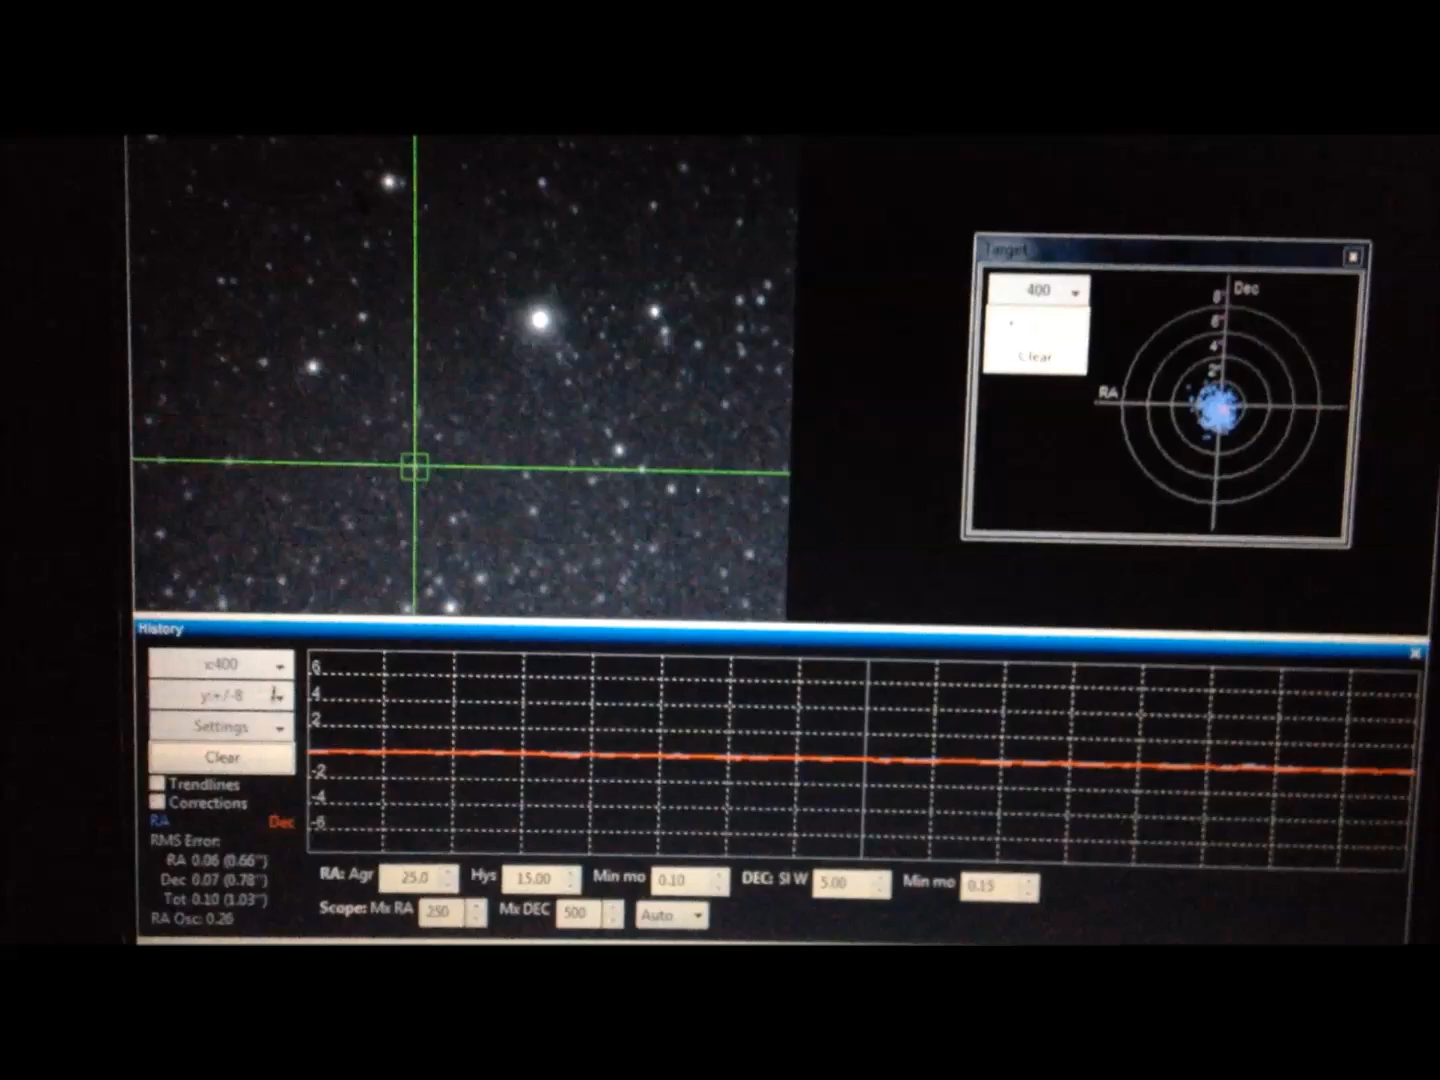 Target
400
Clear
8"
6"
4"
2"
Dec
RA
History
x:400
y:+/-8
Settings
Clear
Trendlines
Corrections
RA Dec
RMS Error:
RA 0.06 (0.66")
Dec 0.07 (0.78")
Tot 0.10 (1.03")
RA Osc: 0.26
6
4
2
-2
-4
-6
RA: Agr 25.0 Hys 15.00 Min mo 0.10 DEC: Sl W 5.00 Min mo 0.15
Scope: Mx RA 250 Mx DEC 500 Auto